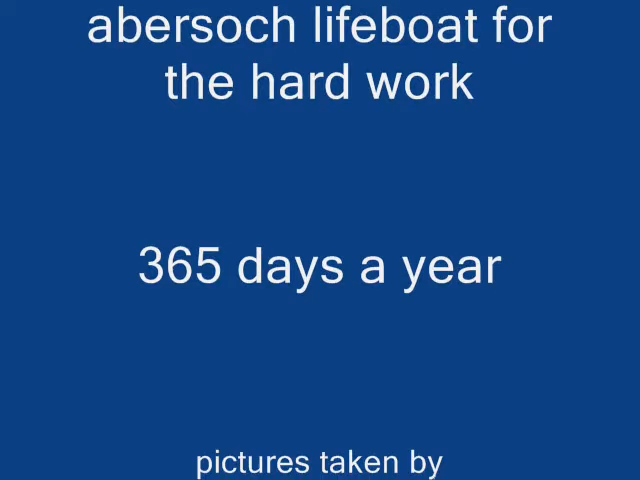 abersoch lifeboat for
the hard work
365 days a year
pictures taken by